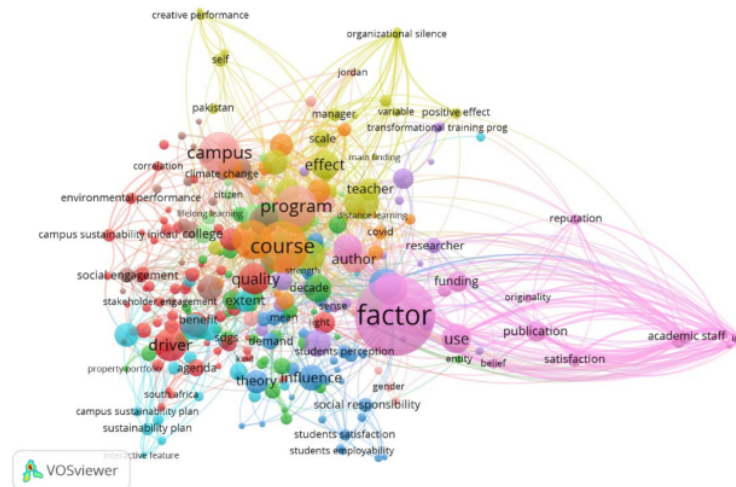 creative performance
organizational silence
self
jordan
pakistan
manager
variable
positive effect
transformational training prog
scale
campus
effect
main finding
correlation
climate change
teacher
citizen
environmental performance
program
lifelong learning
distance learning
reputation
campus sustainability
college
covid
course
author
researcher
social engagement
quality
strength
funding
decade
stakeholder engagement
extent
sense
originality
benefit
mean
light
factor
driver
sdgs
demand
use
publication
academic staff
students perception
entity
belief
satisfaction
property portfolio
agenda
theory
influence
gender
south africa
campus sustainability plan
social responsibility
sustainability plan
students satisfaction
students employability
interactive feature
VOSviewer